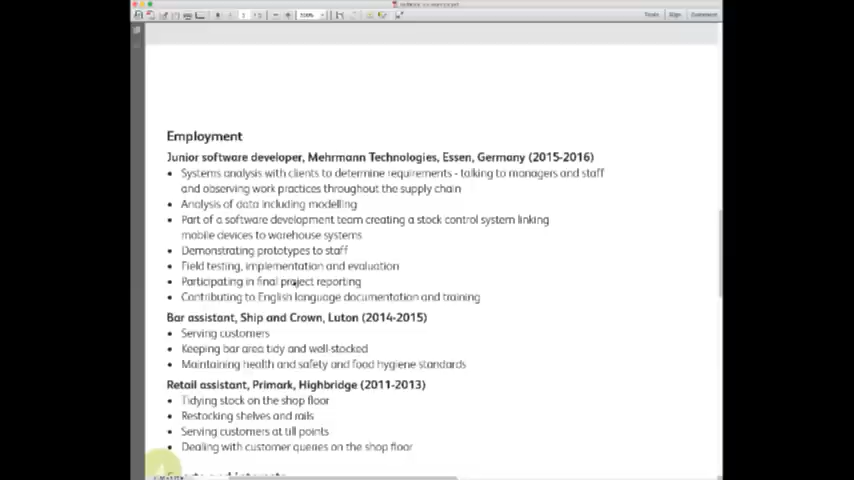 Tools
Sign
Comment
Employment
Junior software developer, Mehrmann Technologies, Essen, Germany (2015-2016)
• Systems analysis with clients to determine requirements - talking to managers and staff
and observing work practices throughout the supply chain
• Analysis of data including modelling
• Part of a software development team creating a stock control system linking
mobile devices to warehouse systems
• Demonstrating prototypes to staff
• Field testing, implementation and evaluation
• Participating in final project reporting
• Contributing to English language documentation and training
Bar assistant, Ship and Crown, Luton (2014-2015)
• Serving customers
• Keeping bar area tidy and well-stocked
• Maintaining health and safety and food hygiene standards
Retail assistant, Primark, Highbridge (2011-2013)
• Tidying stock on the shop floor
• Restocking shelves and rails
• Serving customers at till points
• Dealing with customer queries on the shop floor